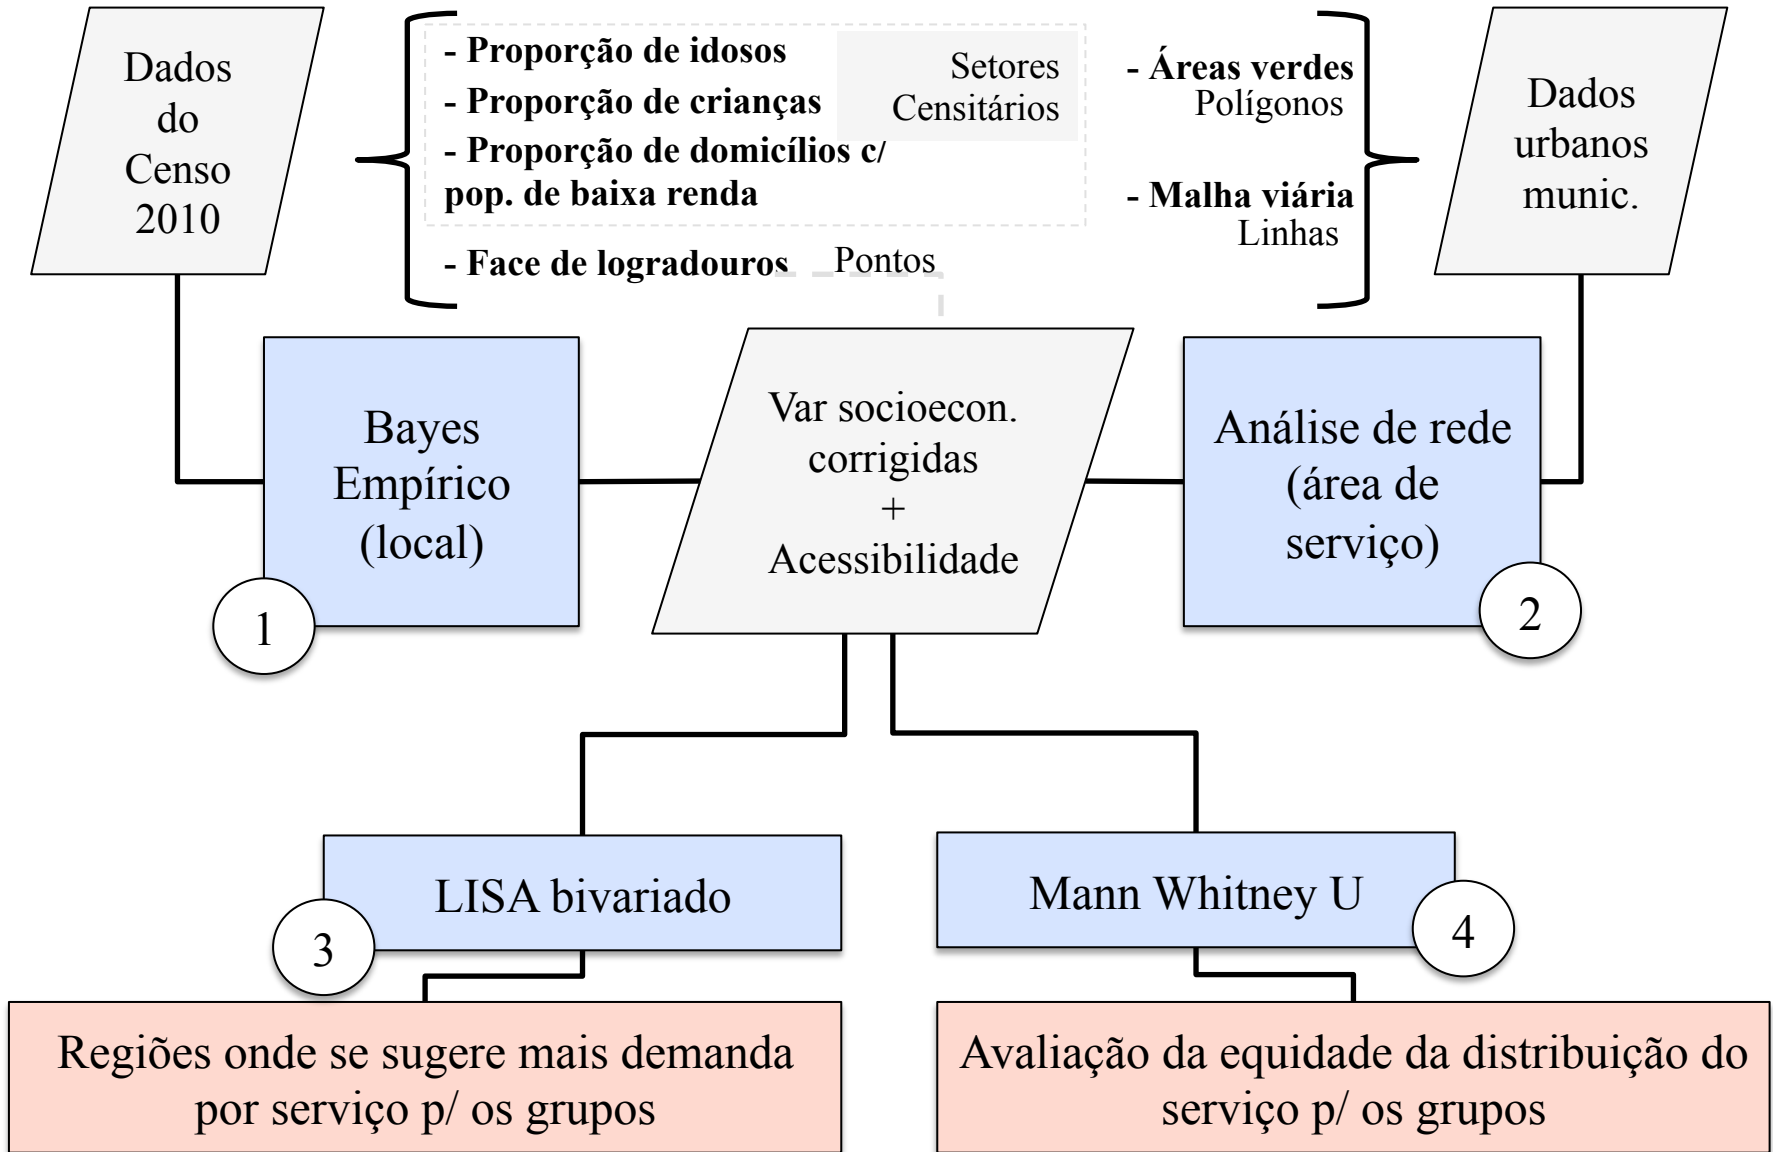 Dados
do
Censo
2010
- Proporção de idosos
- Proporção de crianças
- Proporção de domicílios c/
pop. de baixa renda
Setores
Censitários
- Face de logradouros
Pontos
- Áreas verdes
Polígonos
- Malha viária
Linhas
Dados
urbanos
munic.
Bayes
Empírico
(local)
1
Var socioecon.
corrigidas
+
Acessibilidade
Análise de rede
(área de
serviço)
2
LISA bivariado
3
Mann Whitney U
4
Regiões onde se sugere mais demanda
por serviço p/ os grupos
Avaliação da equidade da distribuição do
serviço p/ os grupos